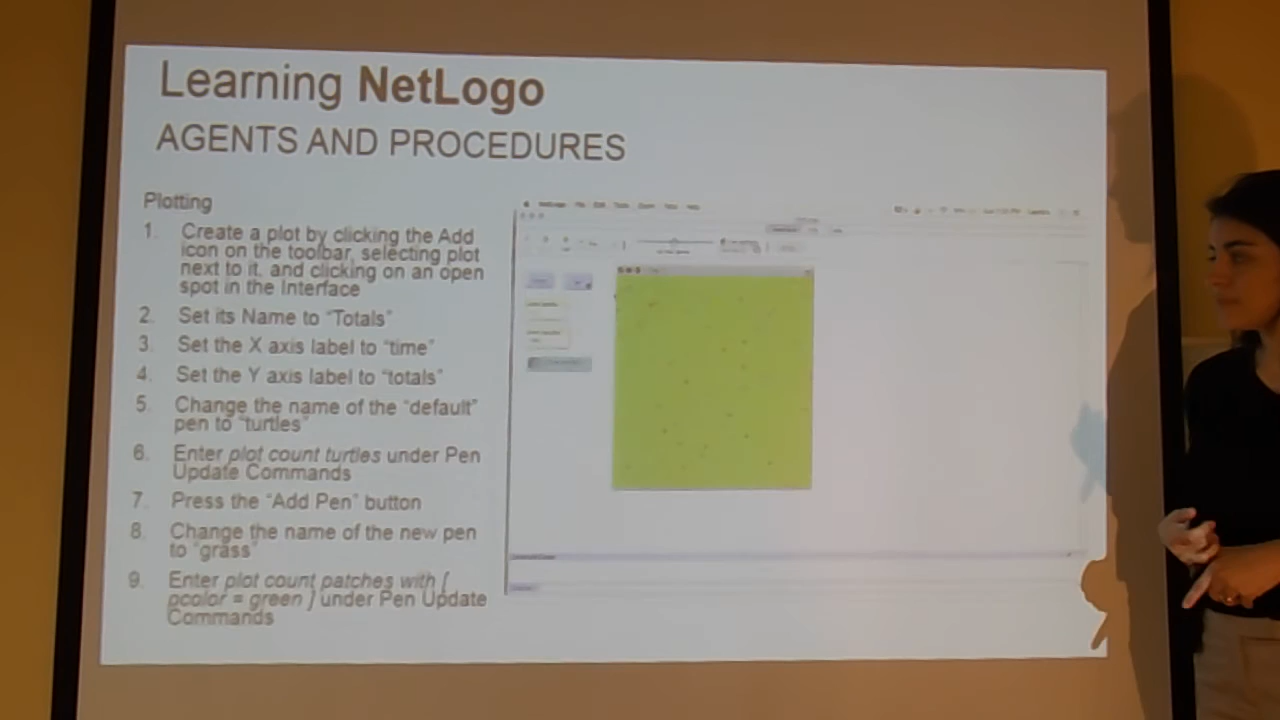 Learning NetLogo
AGENTS AND PROCEDURES
Plotting
1. Create a plot by clicking the Add
icon on the toolbar, selecting plot
next to it, and clicking on an open
spot in the Interface
2. Set its Name to "Totals"
3. Set the X axis label to "time"
4. Set the Y axis label to "totals"
5. Change the name of the "default"
pen to "turtles"
6. Enter plot count turtles under Pen
Update Commands
7. Press the "Add Pen" button
8. Change the name of the new pen
to "grass"
9. Enter plot count patches with [
pcolor = green ] under Pen Update
Commands